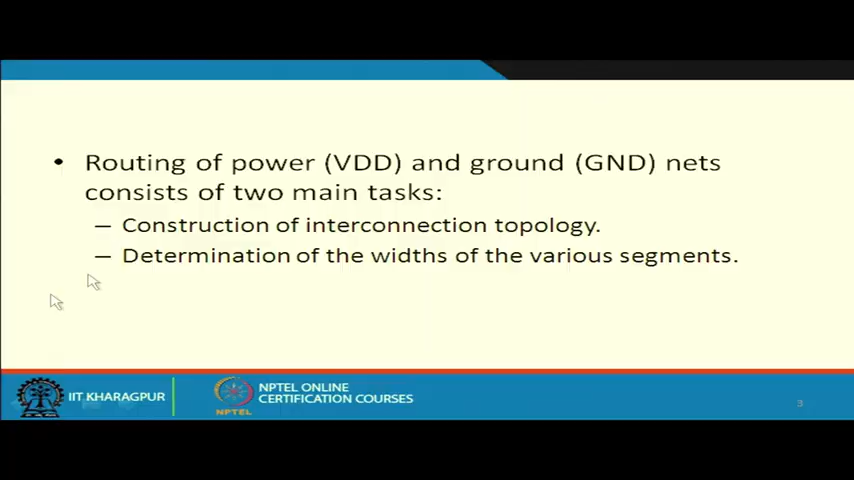 • Routing of power (VDD) and ground (GND) nets
consists of two main tasks:
– Construction of interconnection topology.
– Determination of the widths of the various segments.
IIT KHARAGPUR
NPTEL
NPTEL ONLINE
CERTIFICATION COURSES
3